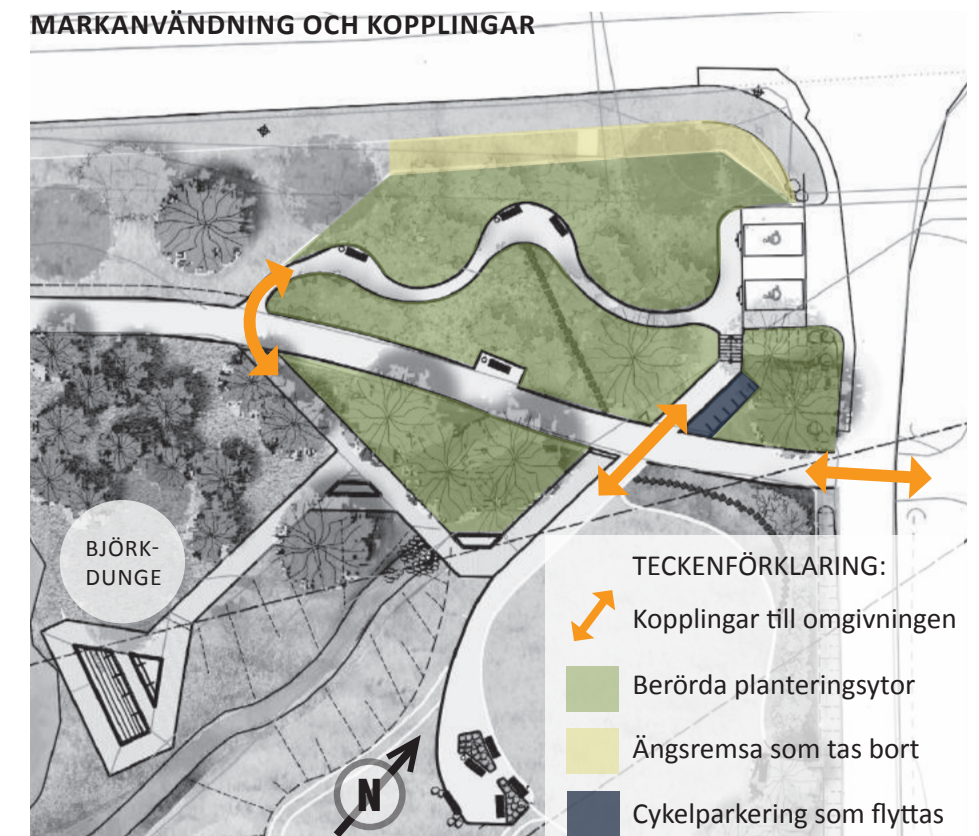 MARKANVÄNDNING OCH KOPPLINGAR
BJÖRK-
DUNGE
TECKENFÖRKLARING:
Kopplingar till omgivningen
Berörda planteringsytor
Ängsremsa som tas bort
Cykelparkering som flyttas
N